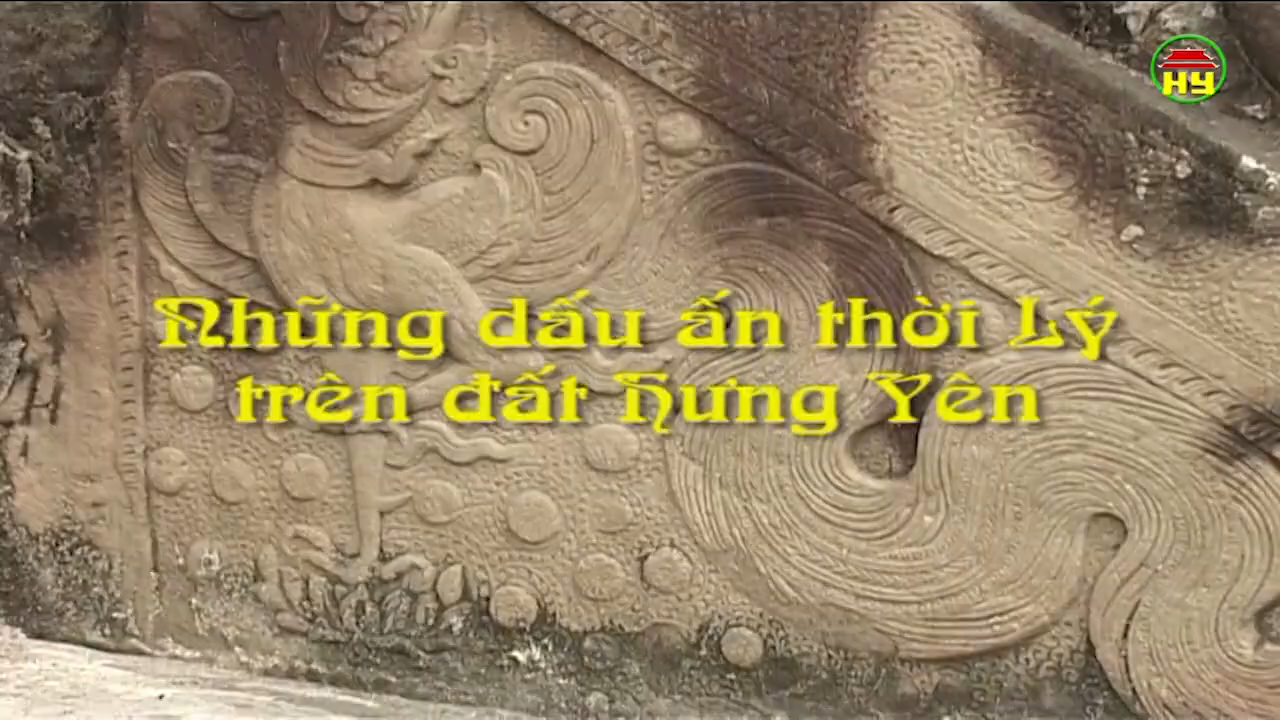 HY
Những dấu ấn thời Lý
trên đất Hưng Yên